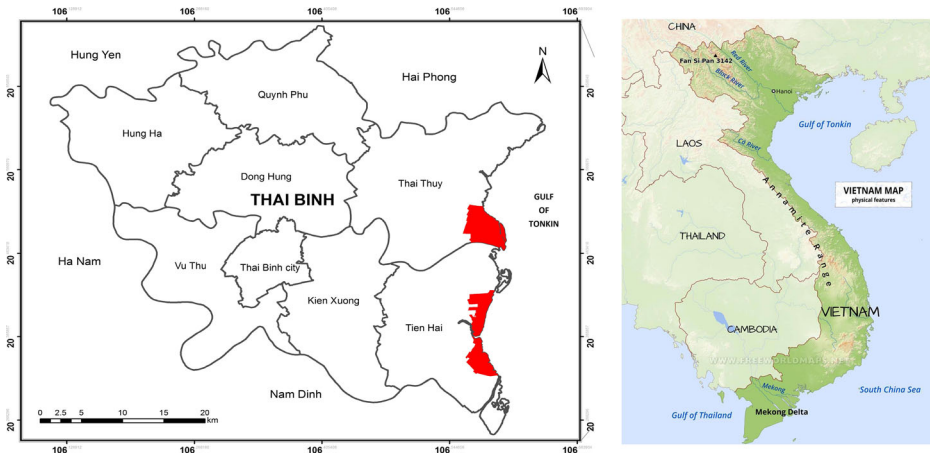 106
106
106
106
106
Hung Yen
N
Hai Phong
20
20
Quynh Phu
Hung Ha
20
20
Dong Hung
Thai Thuy
THAI BINH
GULF
OF
TONKIN
20
20
Ha Nam
Vu Thu
Thai Binh city
Kien Xuong
Tien Hai
20
20
Nam Dinh
0 2.5 5 10 15 20
km
20
20
106
106
106
106
106
CHINA
Fan Si Pan 3142
Red River
Black River
Hanoi
Gulf of Tonkin
Cả River
LAOS
VIETNAM MAP
physical features
Annamite Range
THAILAND
VIETNAM
CAMBODIA
WWW.FREEWORLDMAPS.NET
Mekong
South China Sea
Mekong Delta
Gulf of Thailand